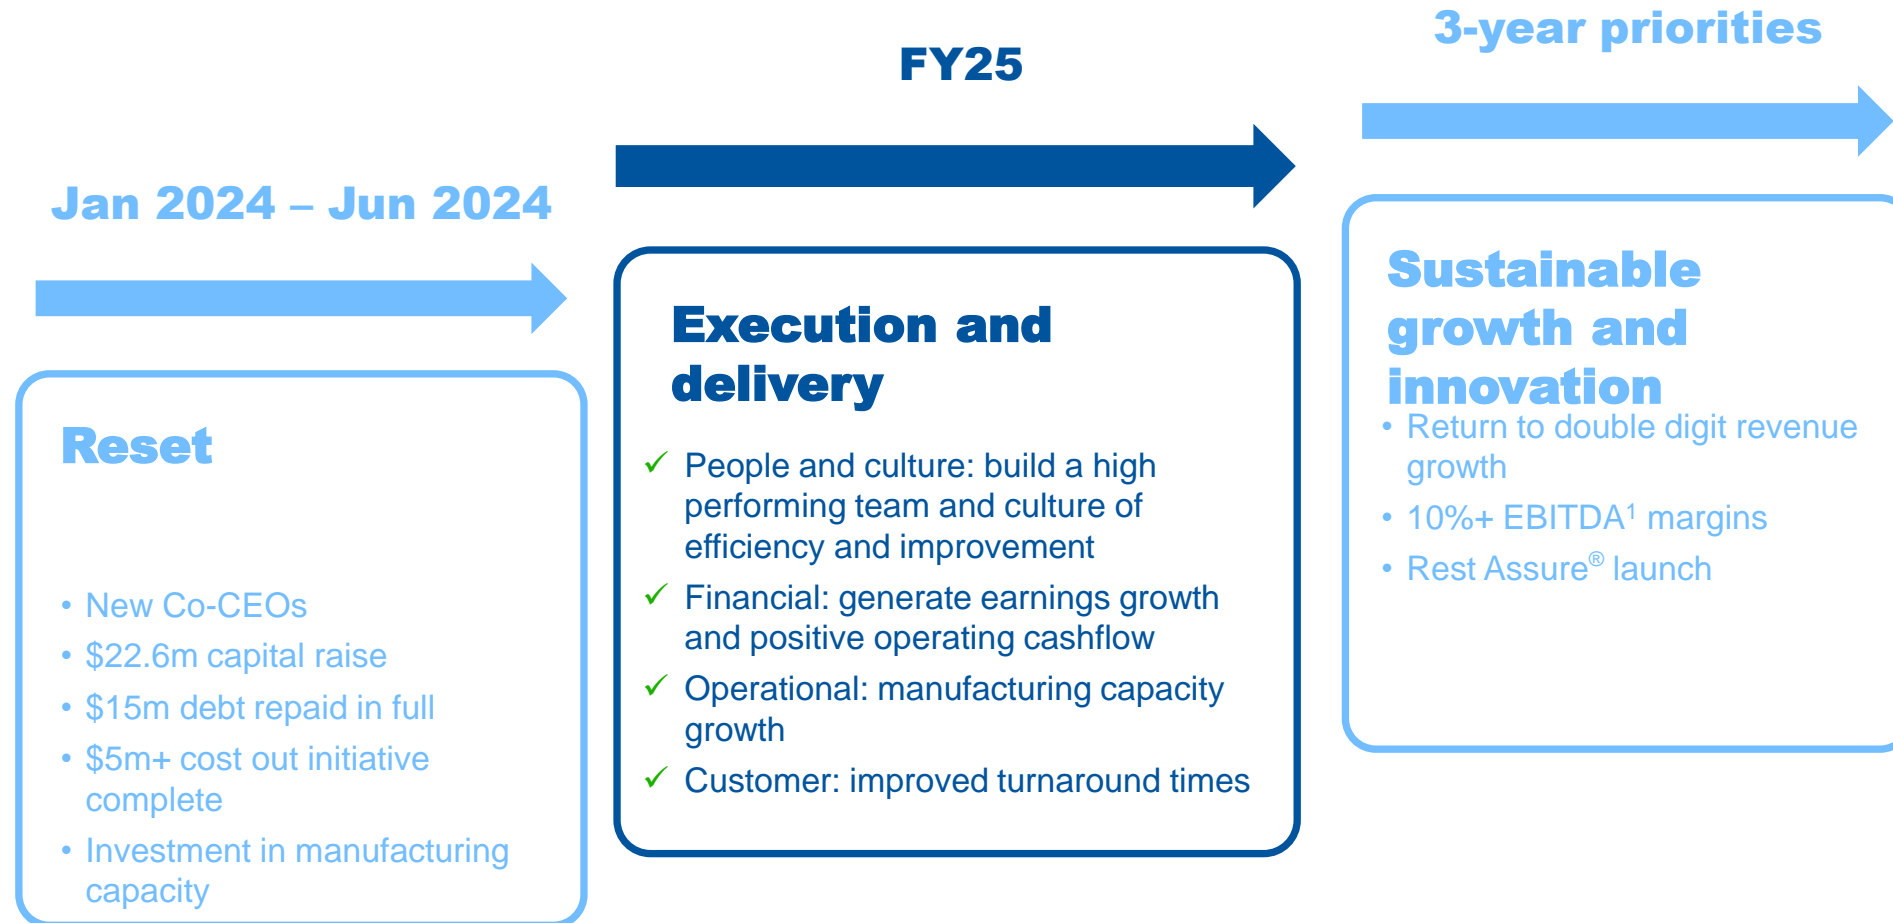 Jan 2024 – Jun 2024
Reset
• New Co-CEOs
• $22.6m capital raise
• $15m debt repaid in full
• $5m+ cost out initiative
complete
• Investment in manufacturing
capacity
FY25
Execution and
delivery
✓ People and culture: build a high
performing team and culture of
efficiency and improvement
✓ Financial: generate earnings growth
and positive operating cashflow
✓ Operational: manufacturing capacity
growth
✓ Customer: improved turnaround times
3-year priorities
Sustainable
growth and
innovation
• Return to double digit revenue
growth
• 10%+ EBITDA¹ margins
• Rest Assure® launch